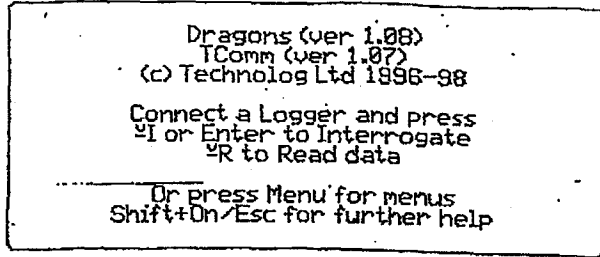 Dragons (ver 1.08)
TComm (ver 1.07)
(c) Technolog Ltd 1996-98
Connect a Logger and press
⌥I or Enter to Interrogate
⌥R to Read data
Or press Menu for menus
Shift+On/Esc for further help